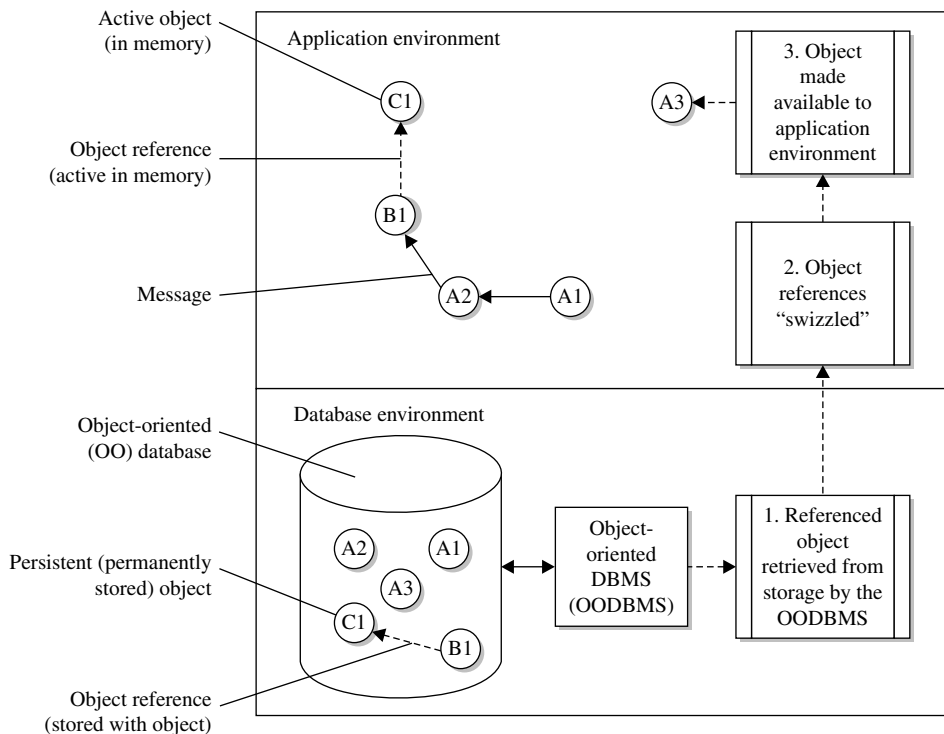 Active object
(in memory)
Application environment
C1
A3
3. Object
made
available to
application
environment
Object reference
(active in memory)
B1
Message
A2
A1
2. Object
references
“swizzled”
Database environment
Object-oriented
(OO) database
A2
A1
A3
Persistent (permanently
stored) object
C1
B1
Object-
oriented
DBMS
(OODBMS)
1. Referenced
object
retrieved from
storage by the
OODBMS
Object reference
(stored with object)